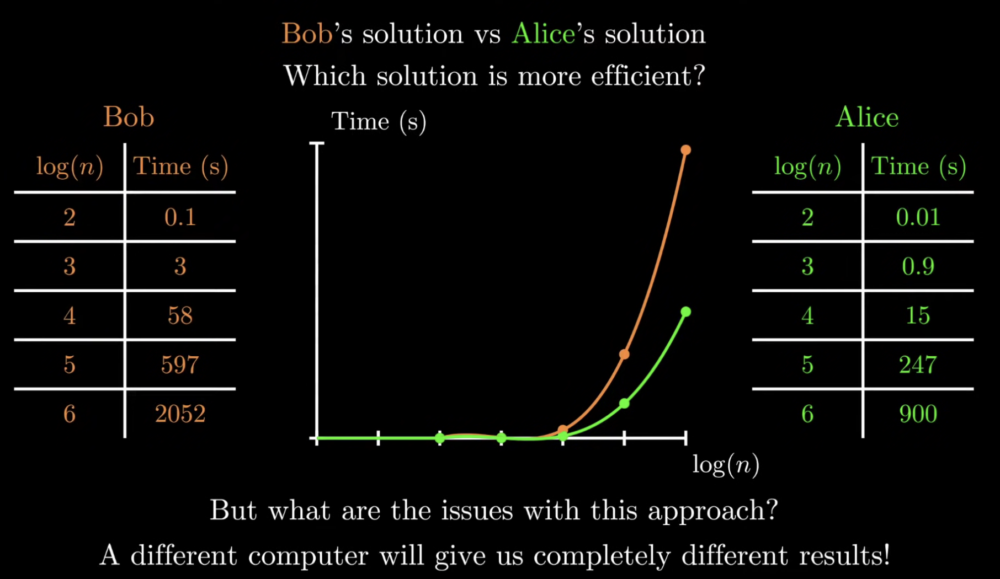 Bob's solution vs Alice's solution
Which solution is more efficient?
Bob
log(n) Time (s)
2 0.1
3 3
4 58
5 597
6 2052
Time (s)
log(n)
Alice
log(n) Time (s)
2 0.01
3 0.9
4 15
5 247
6 900
But what are the issues with this approach?
A different computer will give us completely different results!